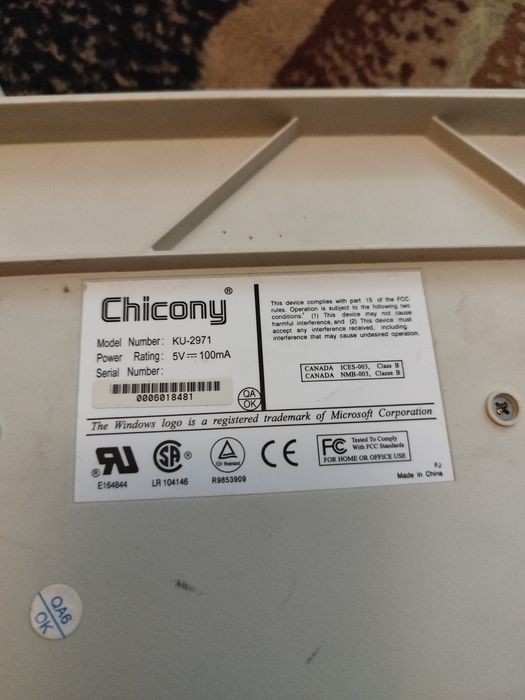 Chicony®
Model Number: KU-2971
Power Rating: 5V⎓100mA
Serial Number:
0006018481
QA
OK
This device complies with part 15 of the FCC
rules. Operation is subject to the following two
conditions: (1) This device may not cause
harmful interference, and (2) This device must
accept any interference received, including
interference that may cause undesired operation.
CANADA ICES-003, Class B
CANADA NMB-003, Classe B
The Windows logo is a registered trademark of Microsoft Corporation
RU®
E164844
SA®
LR 104146
TÜV Rheinland
R9853909
CE
FC Tested To Comply
With FCC Standards
FOR HOME OR OFFICE USE
FJ
Made in China
QA6
OK